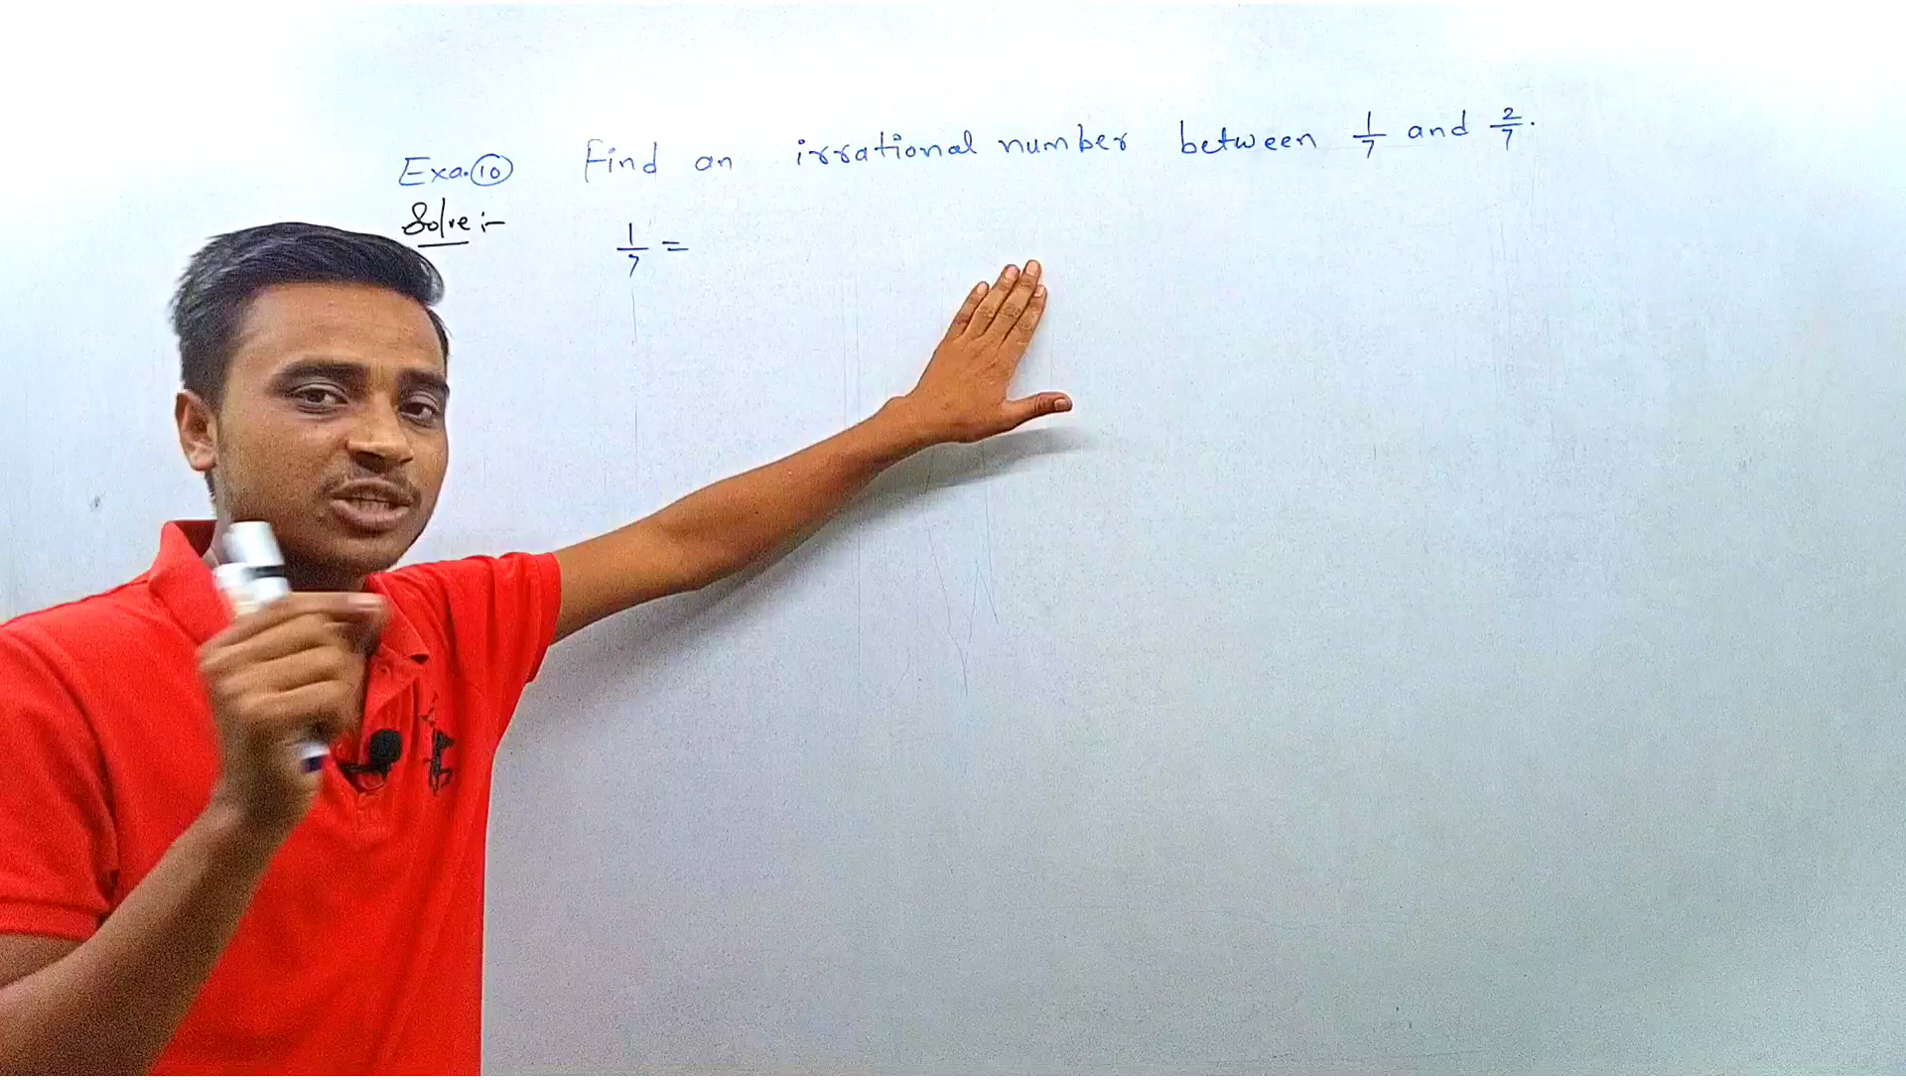 Exa. 10 Find an irrational number between 1/7 and 2/7.
Solve :-
1/7 =